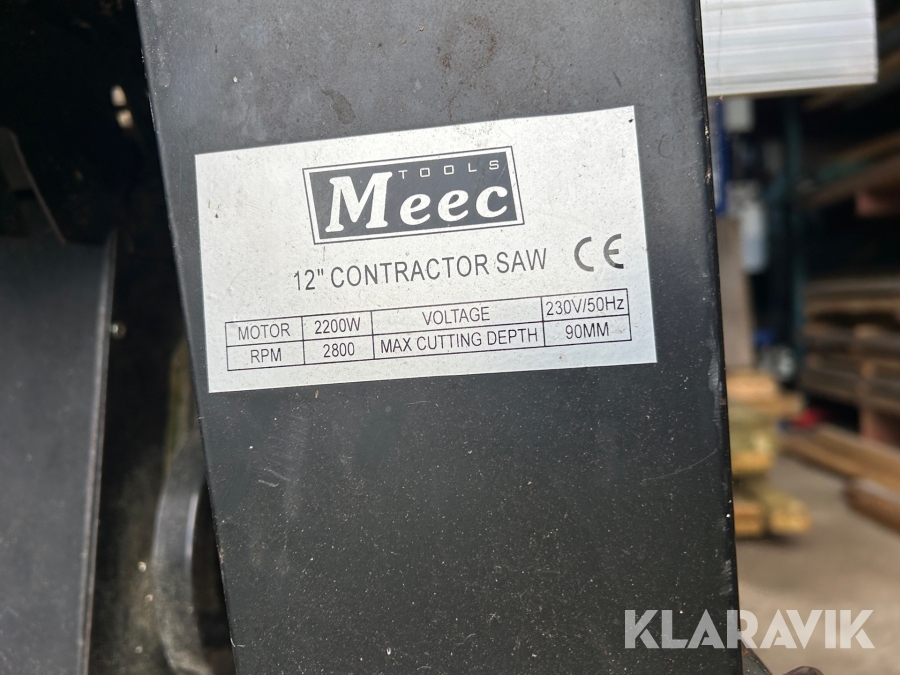 TOOLS
Meec
12" CONTRACTOR SAW CE
MOTOR 2200W VOLTAGE 230V/50Hz
RPM 2800 MAX CUTTING DEPTH 90MM
KLARAVIK